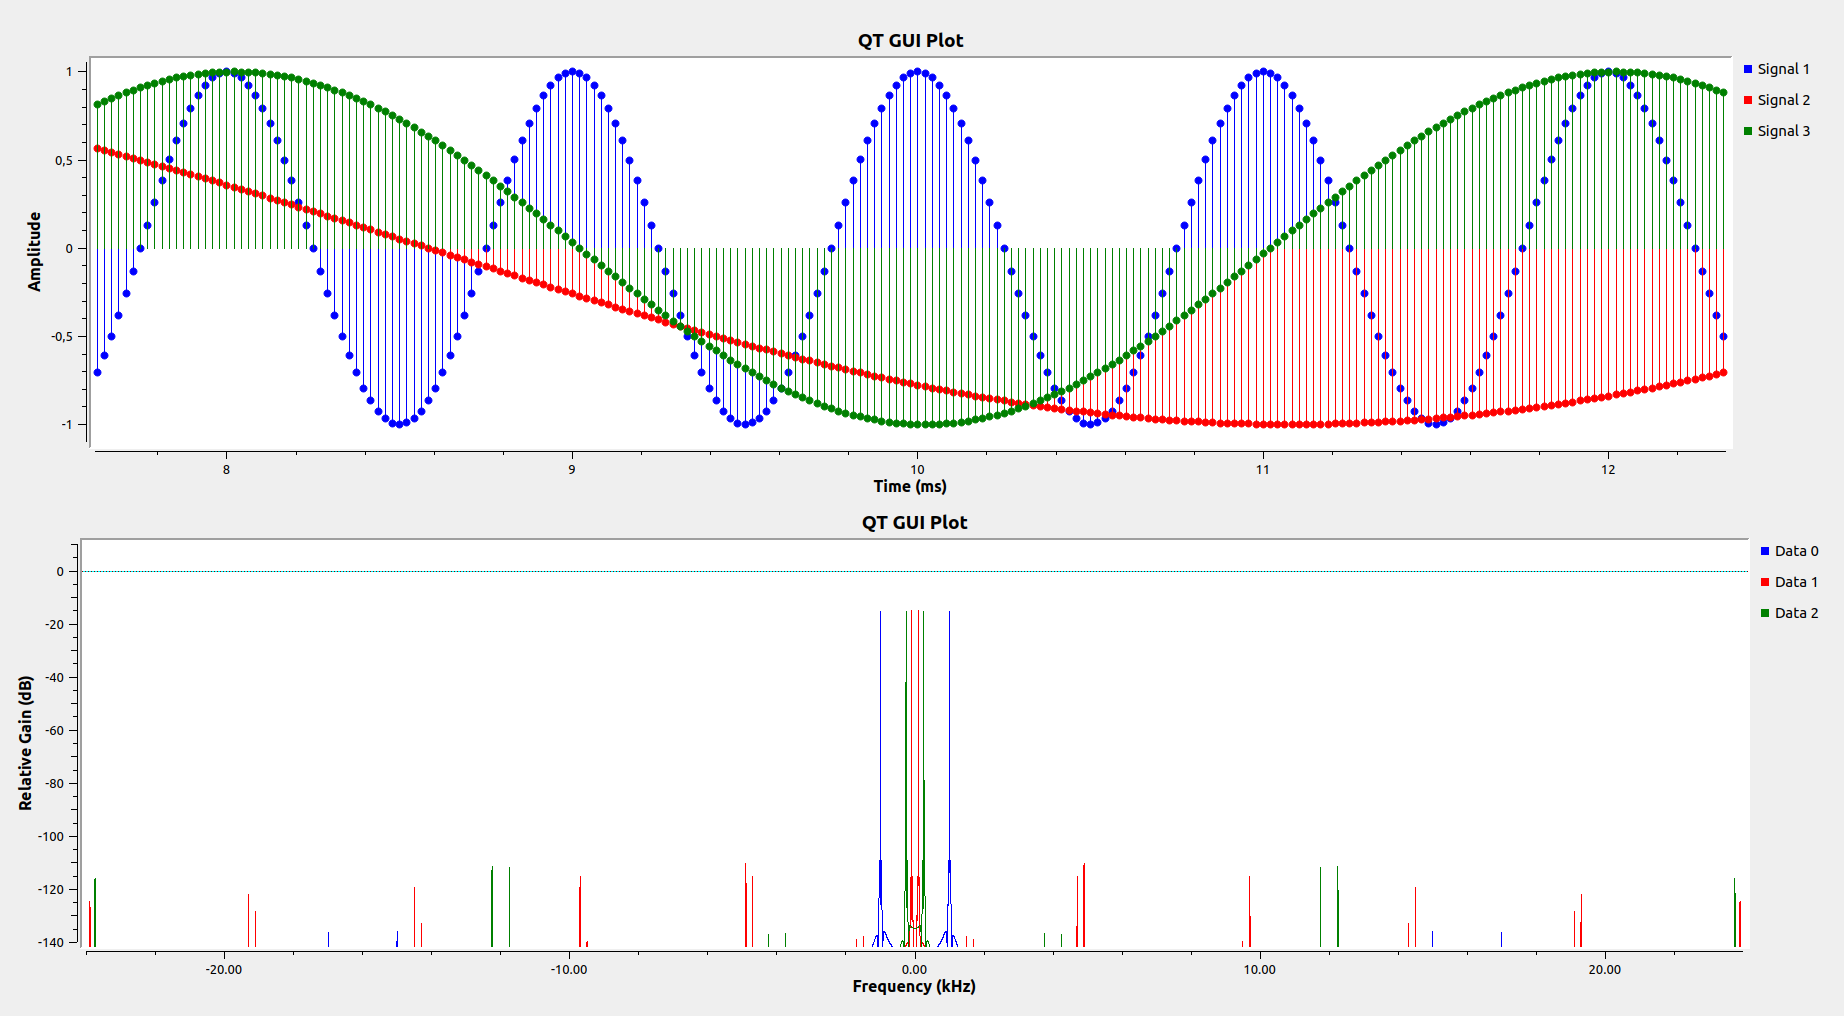 QT GUI Plot
Amplitude
1
0,5
0
-0,5
-1
8 9 10 11 12
Time (ms)
Signal 1
Signal 2
Signal 3
QT GUI Plot
Relative Gain (dB)
0
-20
-40
-60
-80
-100
-120
-140
-20.00 -10.00 0.00 10.00 20.00
Frequency (kHz)
Data 0
Data 1
Data 2